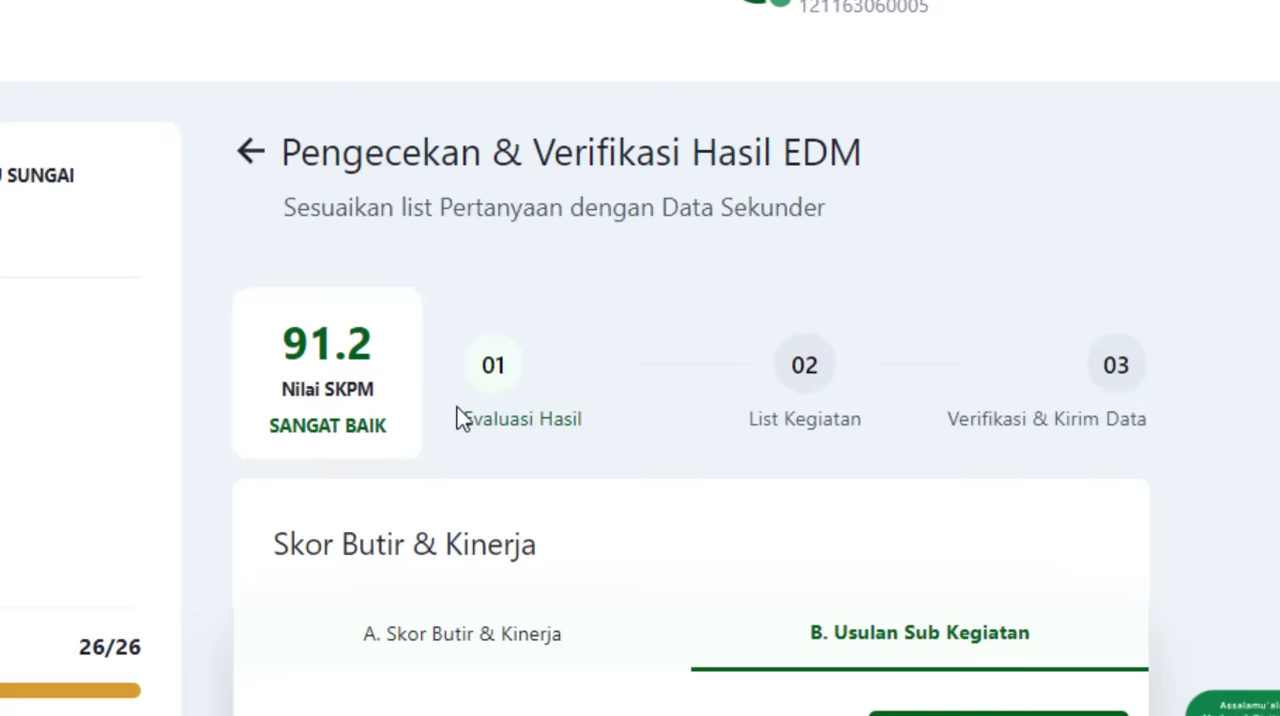 121163060005
SUNGAI
Pengecekan & Verifikasi Hasil EDM
Sesuaikan list Pertanyaan dengan Data Sekunder
91.2
Nilai SKPM
SANGAT BAIK
01
Evaluasi Hasil
02
List Kegiatan
03
Verifikasi & Kirim Data
Skor Butir & Kinerja
A. Skor Butir & Kinerja
B. Usulan Sub Kegiatan
26/26